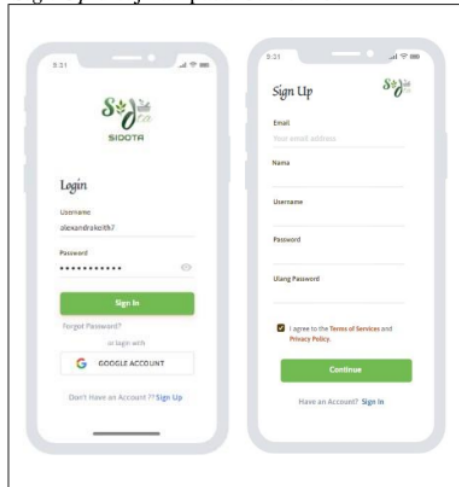 3:21
SIDOTA
Login
Username
alexandrakeith7
Password
Sign In
Forgot Password?
or login with
GOOGLE ACCOUNT
Don't Have an Account ?? Sign Up
3:21
Sign Up
Email
Your email address
Nama
Username
Password
Ulang Password
I agree to the Terms of Services and
Privacy Policy.
Continue
Have an Account? Sign In